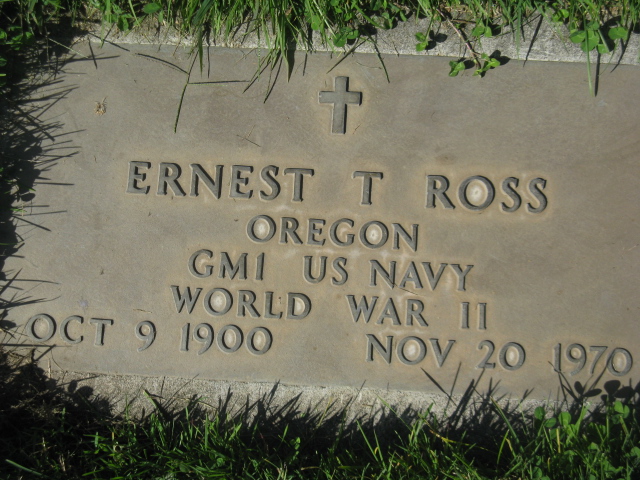 ERNEST T ROSS
OREGON
GM1 US NAVY
WORLD WAR II
OCT 9 1900 NOV 20 1970